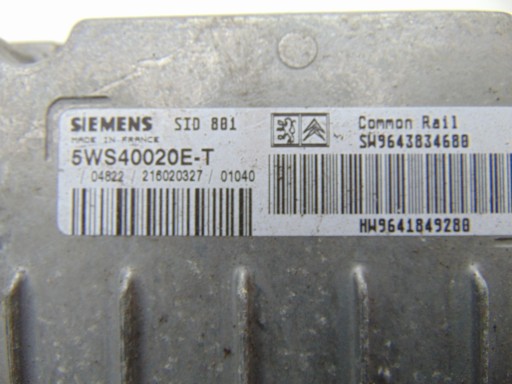 SIEMENS SID 801 Common Rail
MADE IN FRANCE SW9643834680
5WS40020E-T
/ 04822 / 216020327 / 01040
HW9641849280